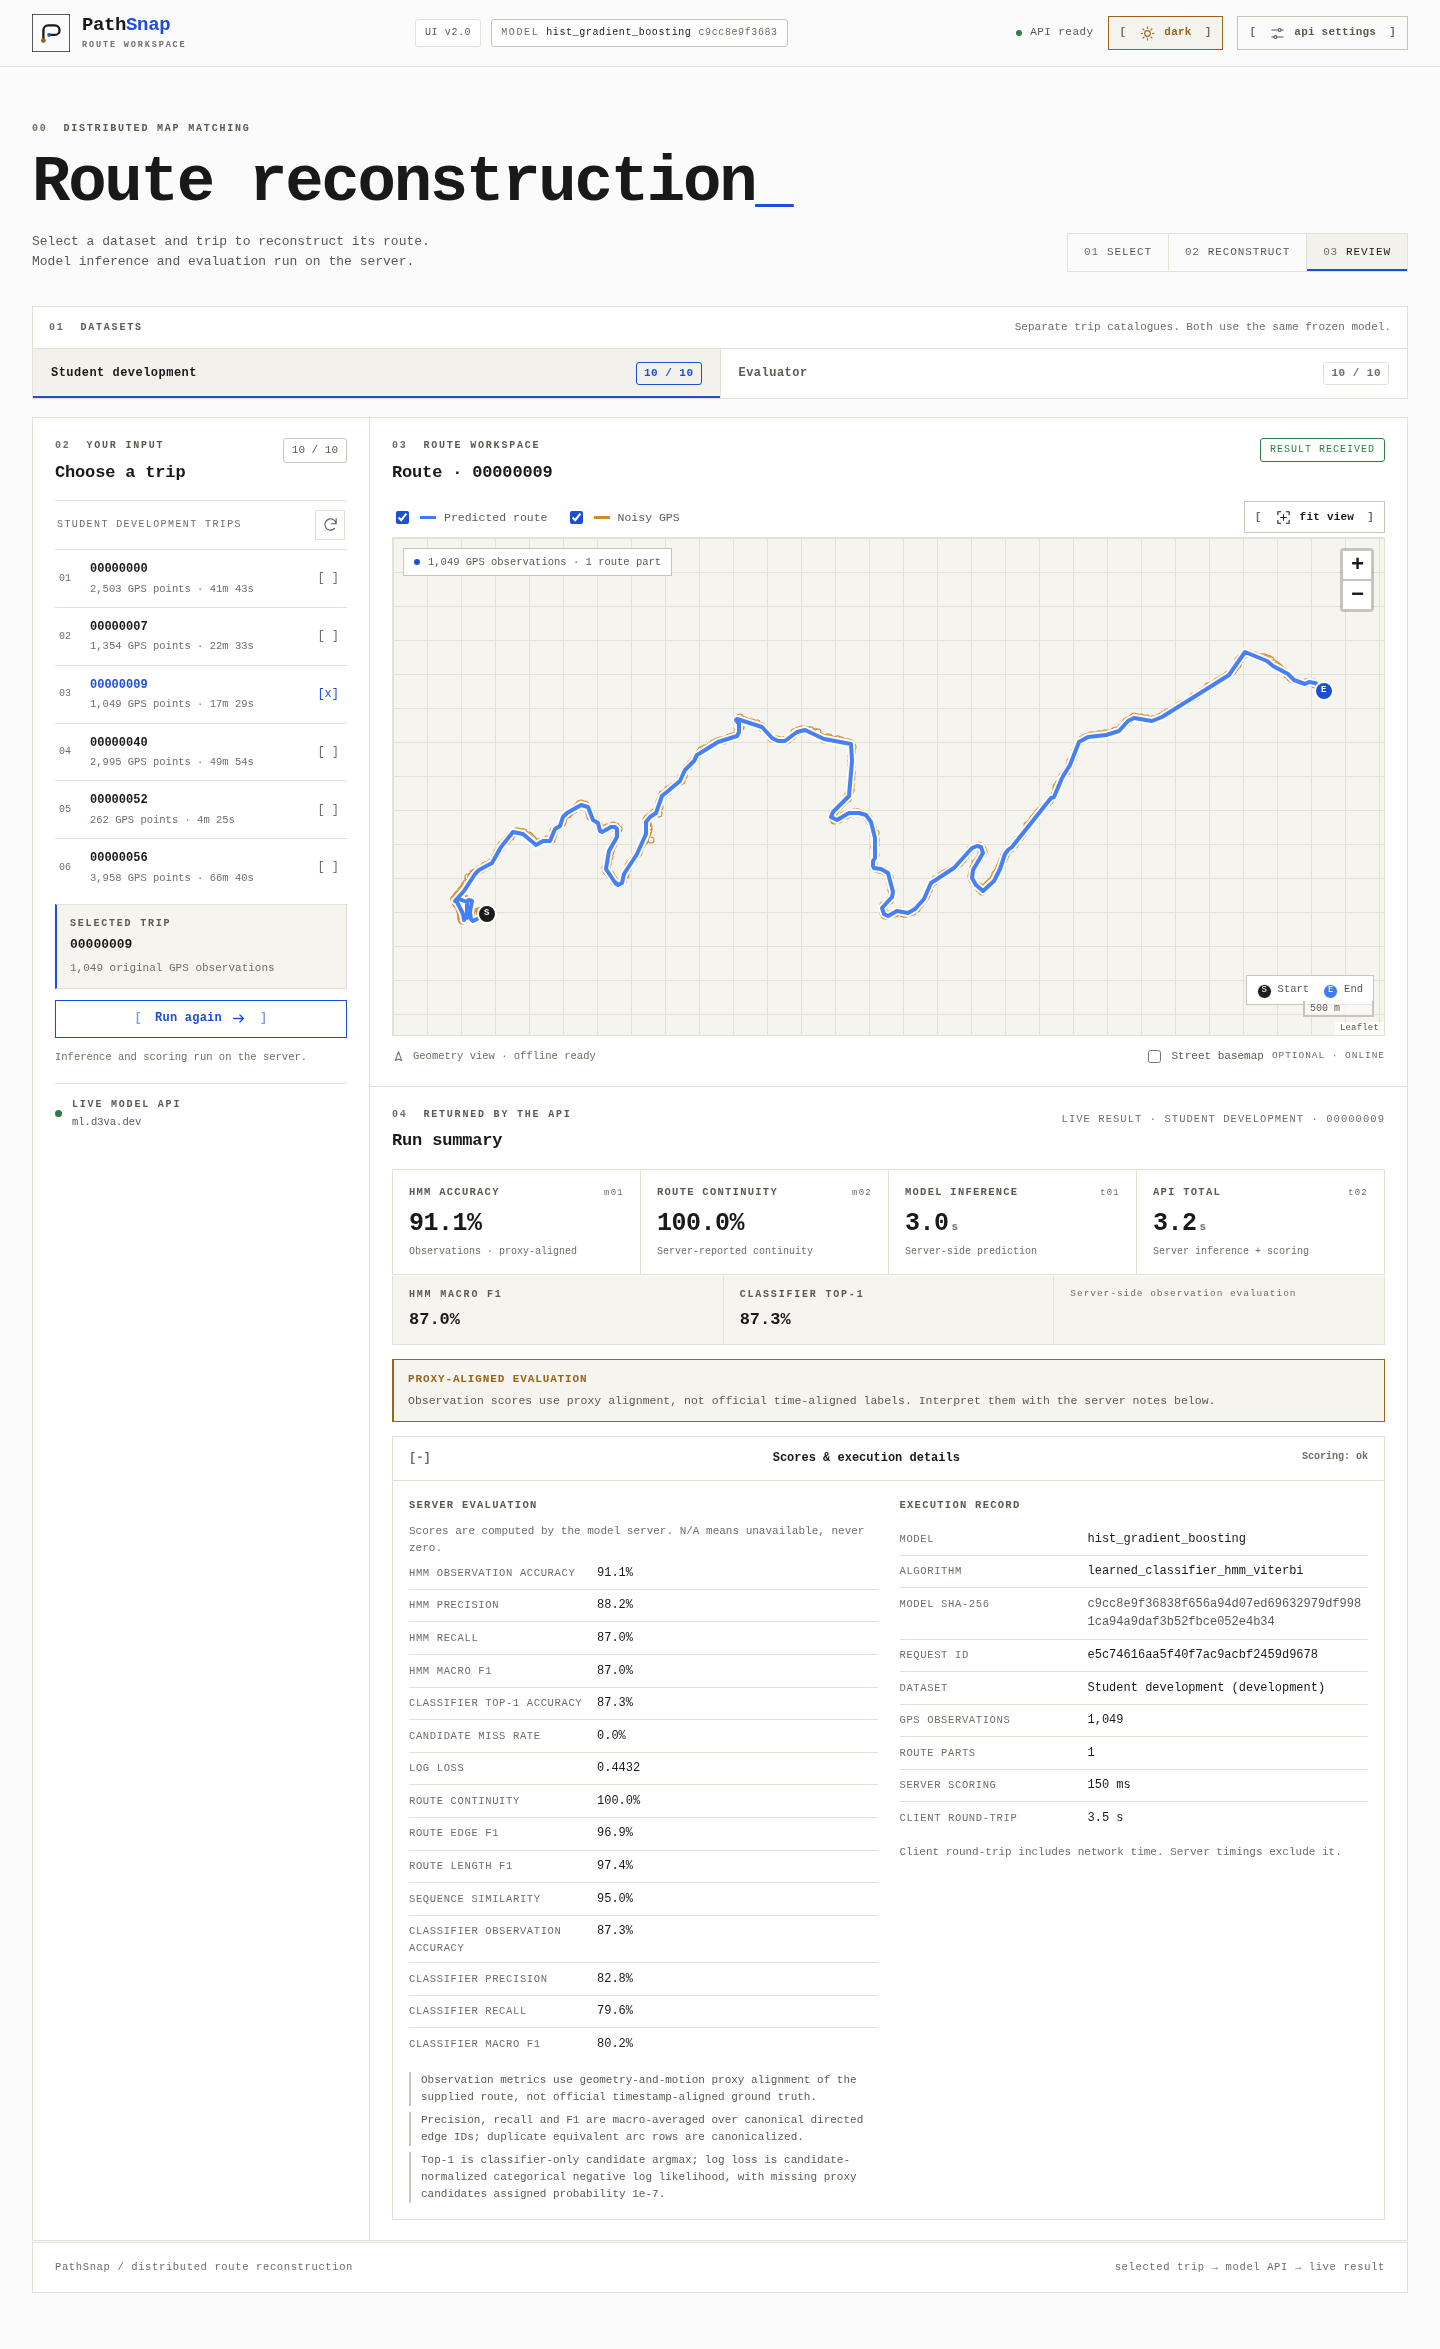 PathSnap
ROUTE WORKSPACE
UI v2.0
MODEL hist_gradient_boosting c9cc8e9f3683
API ready
[ dark ]
[ api settings ]
00 DISTRIBUTED MAP MATCHING
Route reconstruction_
Select a dataset and trip to reconstruct its route.
Model inference and evaluation run on the server.
01 SELECT
02 RECONSTRUCT
03 REVIEW
01 DATASETS
Separate trip catalogues. Both use the same frozen model.
Student development
10 / 10
Evaluator
10 / 10
02 YOUR INPUT
Choose a trip
10 / 10
STUDENT DEVELOPMENT TRIPS
01
00000000
2,503 GPS points · 41m 43s
[ ]
02
00000007
1,354 GPS points · 22m 33s
[ ]
03
00000009
1,049 GPS points · 17m 29s
[x]
04
00000040
2,995 GPS points · 49m 54s
[ ]
05
00000052
262 GPS points · 4m 25s
[ ]
06
00000056
3,958 GPS points · 66m 40s
[ ]
SELECTED TRIP
00000009
1,049 original GPS observations
[ Run again → ]
Inference and scoring run on the server.
LIVE MODEL API
ml.d3va.dev
03 ROUTE WORKSPACE
Route · 00000009
RESULT RECEIVED
Predicted route
Noisy GPS
[ fit view ]
1,049 GPS observations · 1 route part
+
−
E
S
S Start E End
500 m
Leaflet
Geometry view · offline ready
Street basemap OPTIONAL · ONLINE
04 RETURNED BY THE API
Run summary
LIVE RESULT · STUDENT DEVELOPMENT · 00000009
HMM ACCURACY m01
91.1%
Observations · proxy-aligned
ROUTE CONTINUITY m02
100.0%
Server-reported continuity
MODEL INFERENCE t01
3.0 s
Server-side prediction
API TOTAL t02
3.2 s
Server inference + scoring
HMM MACRO F1
87.0%
CLASSIFIER TOP-1
87.3%
Server-side observation evaluation
PROXY-ALIGNED EVALUATION
Observation scores use proxy alignment, not official time-aligned labels. Interpret them with the server notes below.
[-]
Scores & execution details
Scoring: ok
SERVER EVALUATION
Scores are computed by the model server. N/A means unavailable, never
zero.
HMM OBSERVATION ACCURACY 91.1%
HMM PRECISION 88.2%
HMM RECALL 87.0%
HMM MACRO F1 87.0%
CLASSIFIER TOP-1 ACCURACY 87.3%
CANDIDATE MISS RATE 0.0%
LOG LOSS 0.4432
ROUTE CONTINUITY 100.0%
ROUTE EDGE F1 96.9%
ROUTE LENGTH F1 97.4%
SEQUENCE SIMILARITY 95.0%
CLASSIFIER OBSERVATION 87.3%
ACCURACY
CLASSIFIER PRECISION 82.8%
CLASSIFIER RECALL 79.6%
CLASSIFIER MACRO F1 80.2%
Observation metrics use geometry-and-motion proxy alignment of the
supplied route, not official timestamp-aligned ground truth.
Precision, recall and F1 are macro-averaged over canonical directed
edge IDs; duplicate equivalent arc rows are canonicalized.
Top-1 is classifier-only candidate argmax; log loss is candidate-
normalized categorical negative log likelihood, with missing proxy
candidates assigned probability 1e-7.
EXECUTION RECORD
MODEL hist_gradient_boosting
ALGORITHM learned_classifier_hmm_viterbi
MODEL SHA-256 c9cc8e9f36838f656a94d07ed69632979df998
1ca94a9daf3b52fbce052e4b34
REQUEST ID e5c74616aa5f40f7ac9acbf2459d9678
DATASET Student development (development)
GPS OBSERVATIONS 1,049
ROUTE PARTS 1
SERVER SCORING 150 ms
CLIENT ROUND-TRIP 3.5 s
Client round-trip includes network time. Server timings exclude it.
PathSnap / distributed route reconstruction
selected trip → model API → live result